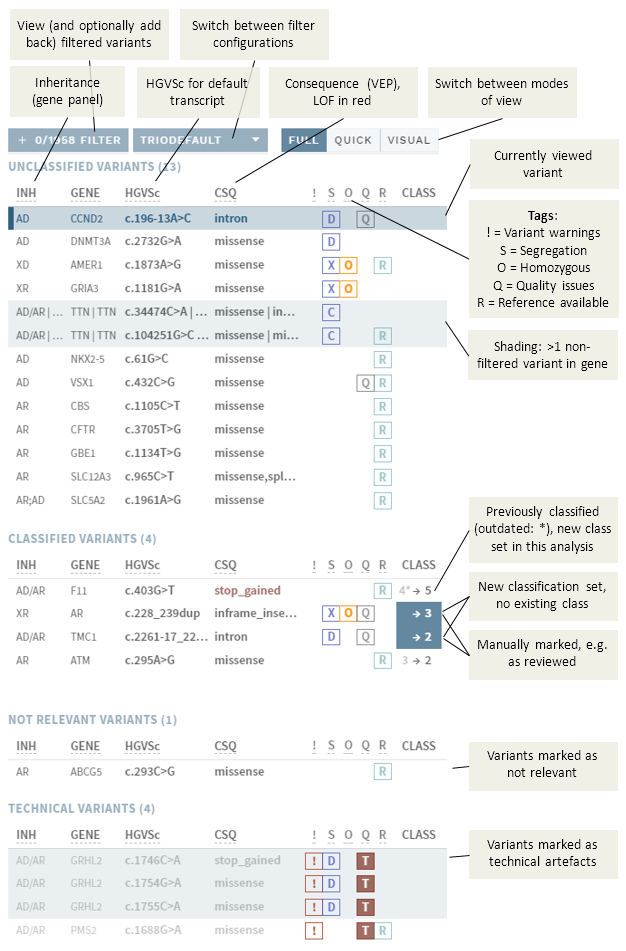 View (and optionally add
back) filtered variants
Switch between filter
configurations
Inheritance
(gene panel)
HGVSc for default
transcript
Consequence (VEP),
LOF in red
Switch between modes
of view
+ 0/1958 FILTER
TRIODEFAULT
FULL QUICK VISUAL
UNCLASSIFIED VARIANTS (13)
INH GENE HGVSc CSQ ! S O Q R CLASS
AD CCND2 c.196-13A>C intron D Q
AD DNMT3A c.2732G>A missense D
XD AMER1 c.1873A>G missense X O R
XR GRIA3 c.1181G>A missense X O
AD/AR | ... TTN | TTN c.34474C>A | ... missense | in... C
AD/AR | ... TTN | TTN c.104251G>C ... missense | mi... C R
AD NKX2-5 c.61G>C missense R
AD VSX1 c.432C>G missense Q R
AR CBS c.1105C>T missense R
AR CFTR c.3705T>G missense R
AR GBE1 c.1134T>G missense R
AR SLC12A3 c.965C>T missense,spl... R
AR;AD SLC5A2 c.1961A>G missense R
Currently viewed
variant
Tags:
! = Variant warnings
S = Segregation
O = Homozygous
Q = Quality issues
R = Reference available
Shading: >1 non-
filtered variant in gene
CLASSIFIED VARIANTS (4)
INH GENE HGVSc CSQ ! S O Q R CLASS
AD/AR F11 c.403G>T stop_gained R 4* → 5
XR AR c.228_239dup inframe_inse... X O Q → 3
AD/AR TMC1 c.2261-17_22... intron D Q → 2
AR ATM c.295A>G missense R 3 → 2
Previously classified
(outdated: *), new class
set in this analysis
New classification set,
no existing class
Manually marked, e.g.
as reviewed
NOT RELEVANT VARIANTS (1)
INH GENE HGVSc CSQ ! S O Q R CLASS
AR ABCG5 c.293C>G missense R
Variants marked as
not relevant
TECHNICAL VARIANTS (4)
INH GENE HGVSc CSQ ! S O Q R CLASS
AD/AR GRHL2 c.1746C>A stop_gained ! D T
AD/AR GRHL2 c.1754G>A missense ! D T
AD/AR GRHL2 c.1755C>A missense ! D T
AD/AR PMS2 c.1688G>A missense ! T R
Variants marked as
technical artefacts